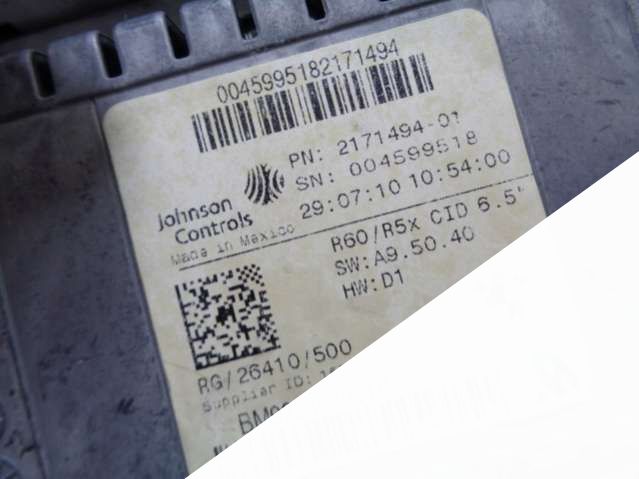 0045995182171494
PN: 2171494-01
SN: 004599518
29:07:10 10:54:00
Johnson
Controls
Made in Mexico
R60/R5x CID 6.5"
SW:A9.50.40
HW:D1
RG/26410/500
Supplier ID: